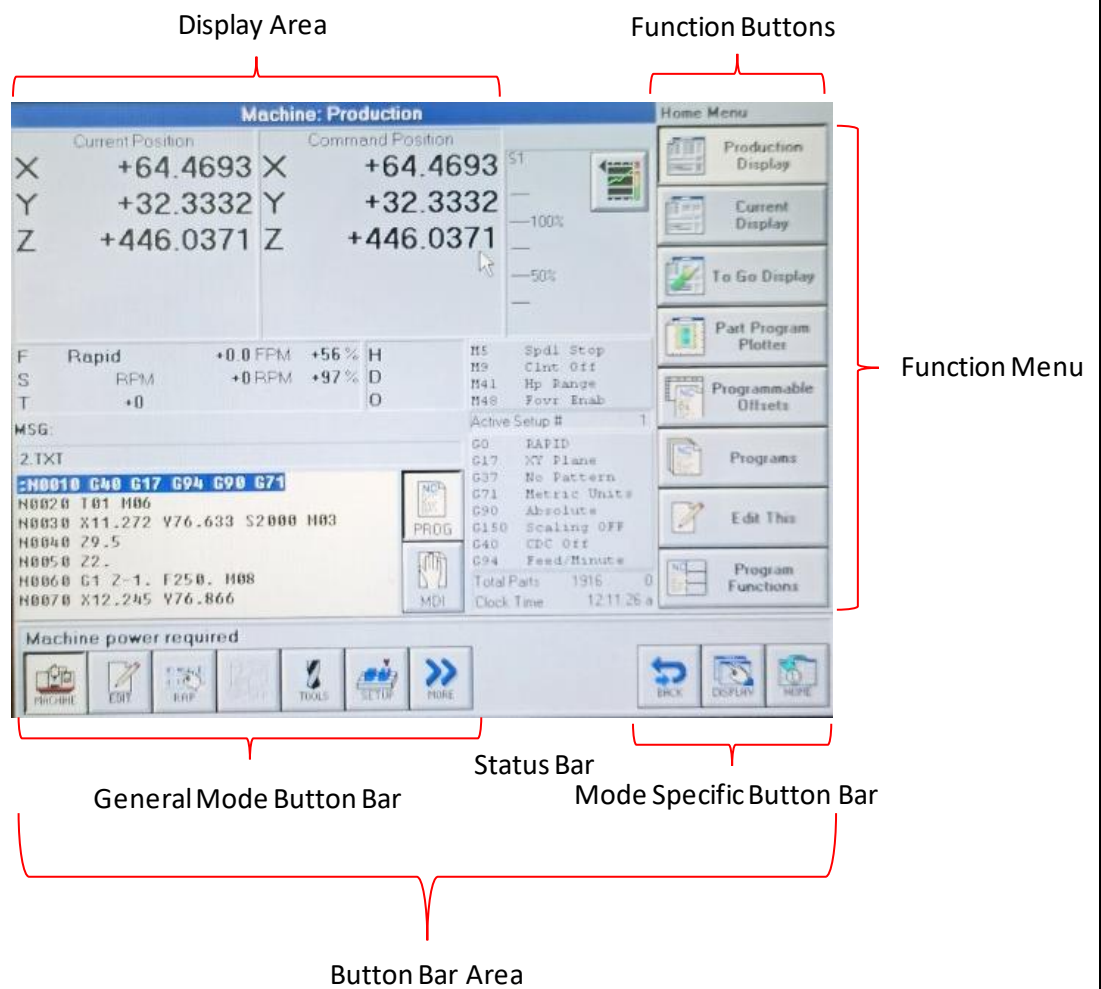 Display Area
Function Buttons
Machine: Production
Home Menu
Current Position
Command Position
X +64.4693 X +64.4693
Y +32.3332 Y +32.3332
Z +446.0371 Z +446.0371
S1
100%
50%
Production
Display
Current
Display
To Go Display
Part Program
Plotter
Programmable
Offsets
Programs
Edit This
Program
Functions
Function Menu
F Rapid +0.0 FPM +56 % H
S RPM +0 RPM +97 % D
T +0 O
M5 Spdl Stop
M9 Clnt Off
M41 Hp Range
M48 Fovr Enab
MSG:
Active Setup # 1
2.TXT
G0 RAPID
G17 XY Plane
G37 No Pattern
G71 Metric Units
G90 Absolute
G150 Scaling OFF
G40 CDC Off
G94 Feed/Minute
:N0010 G40 G17 G94 G90 G71
N0020 T01 M06
N0030 X11.272 Y76.633 S2000 M03
N0040 Z9.5
N0050 Z2.
N0060 G1 Z-1. F250. M08
N0070 X12.245 Y76.866
NC
PROG
MDI
Total Parts 1916 0
Clock Time 12:11:26 a
Machine power required
MACHINE EDIT RAP TOOLS SETUP MORE
BACK DISPLAY HOME
Status Bar
General Mode Button Bar
Mode Specific Button Bar
Button Bar Area